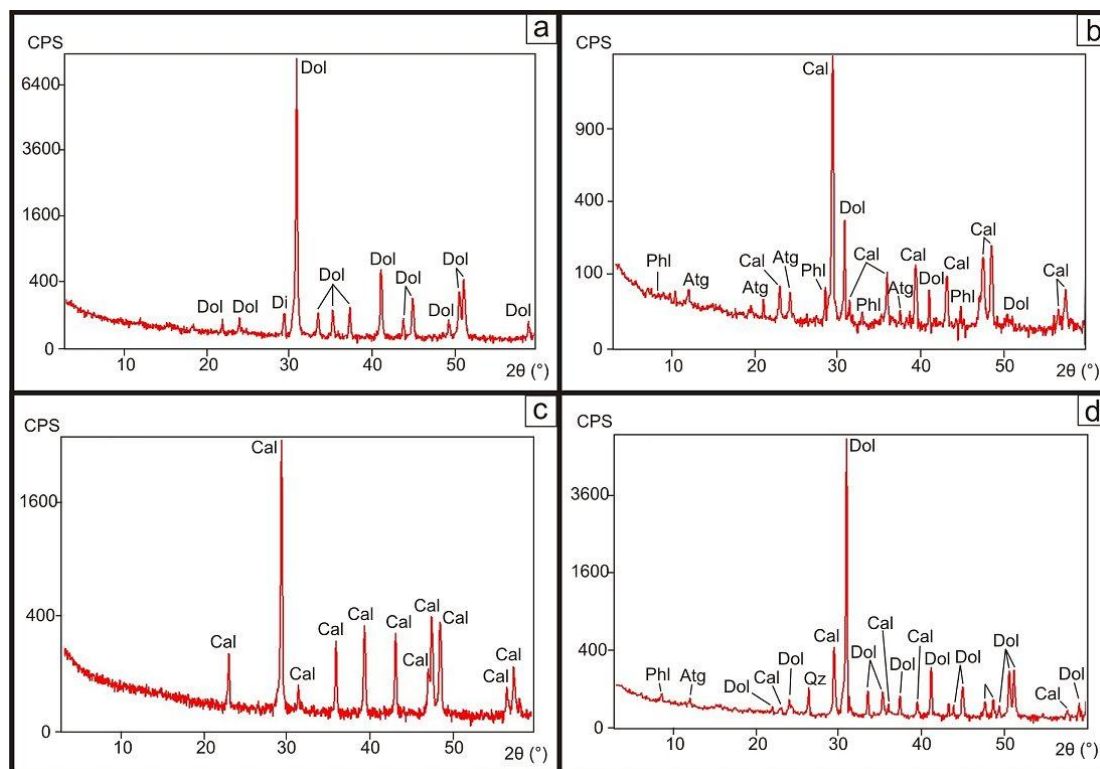 a
CPS
6400
3600
1600
400
0
Dol
Dol
Dol
Di
Dol
Dol
Dol
Dol
Dol
Dol
10
20
30
40
50
2θ (°)
b
CPS
900
400
100
0
Phl
Atg
Atg
Cal
Atg
Phl
Cal
Dol
Cal
Phl
Atg
Cal
Dol
Cal
Phl
Cal
Dol
Cal
10
20
30
40
50
2θ (°)
c
CPS
1600
400
0
Cal
Cal
Cal
Cal
Cal
Cal
Cal
Cal
Cal
Cal
Cal
10
20
30
40
50
2θ (°)
d
CPS
3600
1600
400
0
Phl
Atg
Dol
Cal
Dol
Qz
Cal
Dol
Dol
Cal
Dol
Cal
Dol
Dol
Dol
Cal
Dol
10
20
30
40
50
2θ (°)